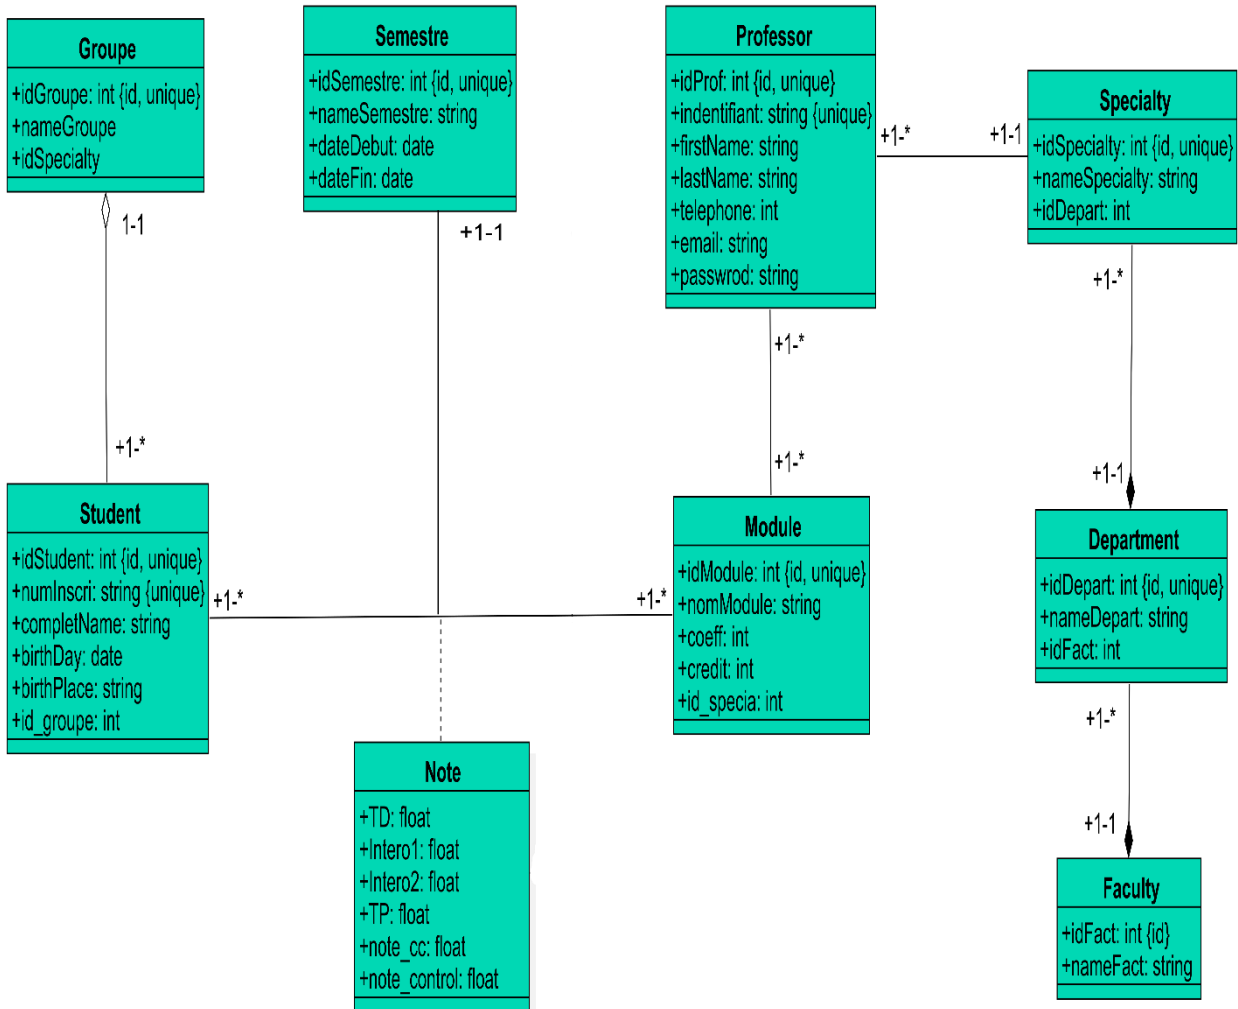 Groupe
+idGroupe: int {id, unique}
+nameGroupe
+idSpecialty
1-1
+1-*
Semestre
+idSemestre: int {id, unique}
+nameSemestre: string
+dateDebut: date
+dateFin: date
+1-1
Professor
+idProf: int {id, unique}
+indentifiant: string {unique}
+firstName: string
+lastName: string
+telephone: int
+email: string
+passwrod: string
+1-*
+1-1
+1-*
+1-*
Specialty
+idSpecialty: int {id, unique}
+nameSpecialty: string
+idDepart: int
+1-*
+1-1
Student
+idStudent: int {id, unique}
+numInscri: string {unique}
+completName: string
+birthDay: date
+birthPlace: string
+id_groupe: int
+1-*
+1-*
Module
+idModule: int {id, unique}
+nomModule: string
+coeff: int
+credit: int
+id_specia: int
Department
+idDepart: int {id, unique}
+nameDepart: string
+idFact: int
+1-*
+1-1
Note
+TD: float
+Intero1: float
+Intero2: float
+TP: float
+note_cc: float
+note_control: float
Faculty
+idFact: int {id}
+nameFact: string